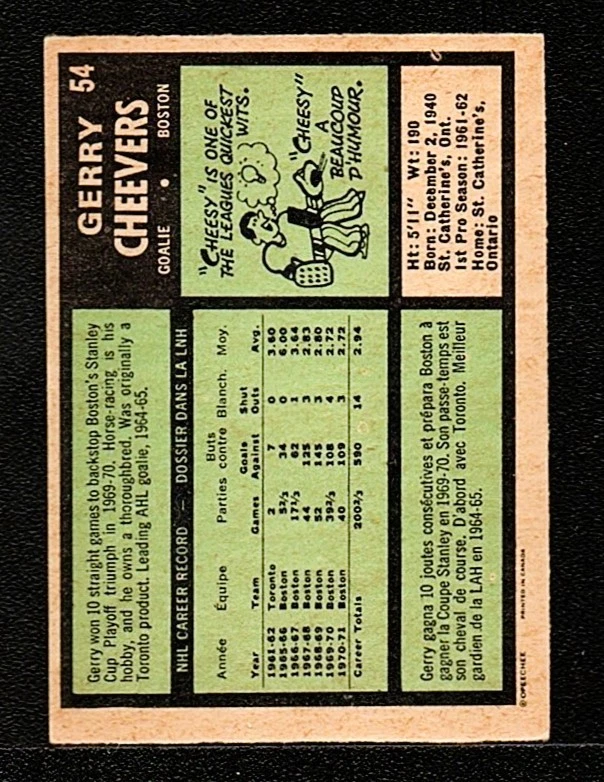 Gerry won 10 straight games to backstop Boston's Stanley
Cup Playoff triumph in 1969-70. Horse-racing is his
hobby, and he owns a thoroughbred. Was originally a
Toronto product. Leading AHL goalie, 1964-65.
GERRY 54
CHEEVERS
GOALIE • BOSTON
NHL CAREER RECORD — DOSSIER DANS LA LNH
Buts
Année Équipe Parties contre Blanch. Moy.
Goals Shut
Year Team Games Against Outs Avg.
1961-62 Toronto 2 7 0 3.60
1965-66 Boston 5⅔ 34 0 6.00
1966-67 Boston 17⅓ 62 1 3.64
1967-68 Boston 44 125 3 2.83
1968-69 Boston 52 145 3 2.80
1969-70 Boston 39⅔ 108 4 2.72
1970-71 Boston 40 109 3 2.72
Career Totals 200⅔ 590 14 2.94
"CHEESY" IS ONE OF
THE LEAGUES QUICKEST
WITS.
"CHEESY"
A
BEAUCOUP
D'HUMOUR.
Gerry gagna 10 joutes consécutives et prépara Boston à
gagner la Coupe Stanley en 1969-70. Son passe-temps est
son cheval de course. D'abord avec Toronto. Meilleur
gardien de la LAH en 1964-65.
Ht: 5'11" Wt: 190
Born: December 2, 1940
St. Catherine's, Ont.
1st Pro Season: 1961-62
Home: St. Catherine's,
Ontario
© OPEECHEE PRINTED IN CANADA